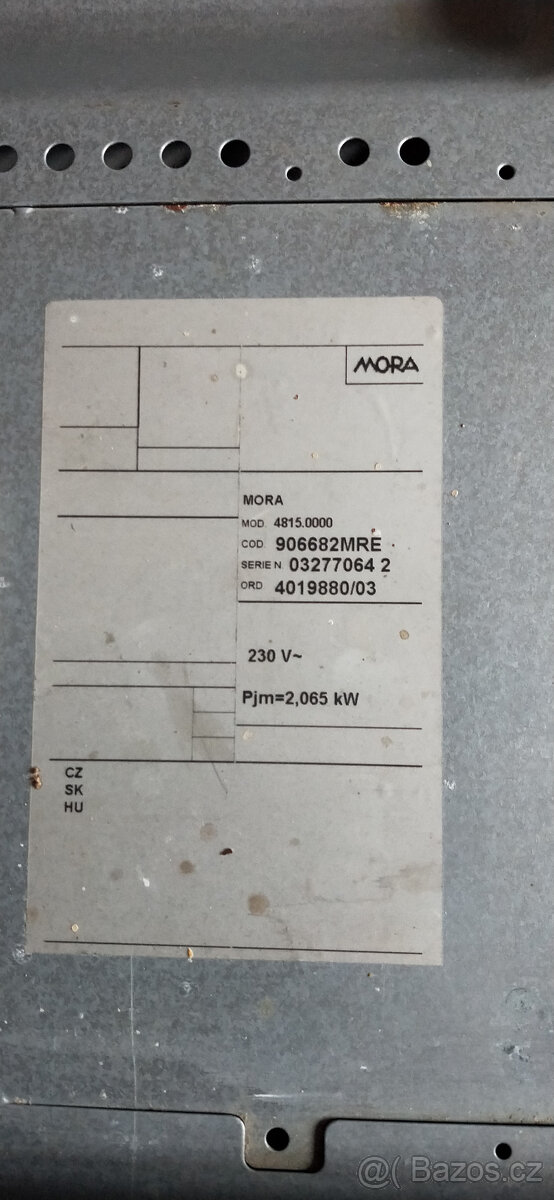 MORA
MORA
MOD. 4815.0000
COD. 906682MRE
SERIE N. 03277064 2
ORD. 4019880/03
230 V~
Pjm=2,065 kW
CZ
SK
HU
@( Bazos.cz